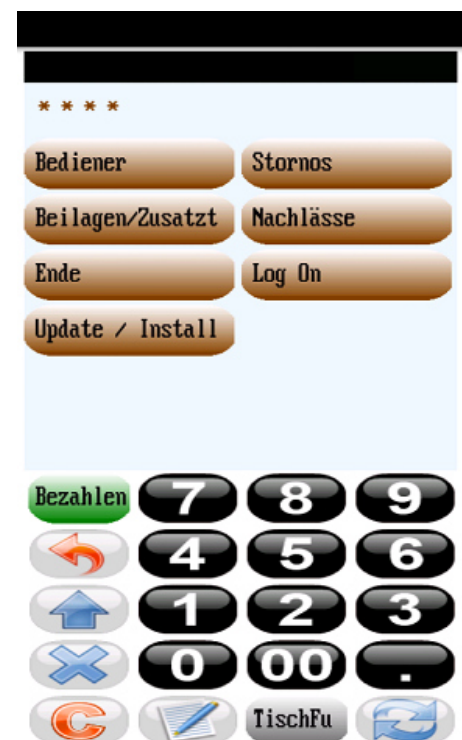 ****
Bediener Stornos
Beilagen/Zusatzt Nachlässe
Ende Log On
Update / Install
Bezahlen 7 8 9
4 5 6
1 2 3
0 00 .
C TischFu